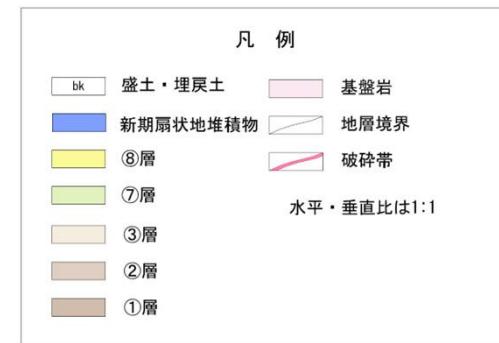 凡 例
bk 盛土・埋戻土
新期扇状地堆積物
⑧層
⑦層
③層
②層
①層
基盤岩
地層境界
破砕帯
水平・垂直比は1:1